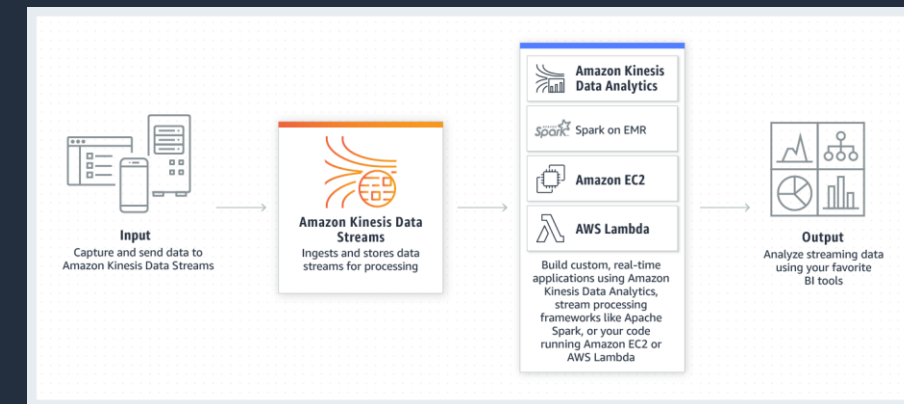 Input
Capture and send data to
Amazon Kinesis Data Streams
Amazon Kinesis Data
Streams
Ingests and stores data
streams for processing
Amazon Kinesis
Data Analytics
Spark Spark on EMR
Amazon EC2
AWS Lambda
Build custom, real-time
applications using Amazon
Kinesis Data Analytics,
stream processing
frameworks like Apache
Spark, or your code
running Amazon EC2 or
AWS Lambda
Output
Analyze streaming data
using your favorite
BI tools